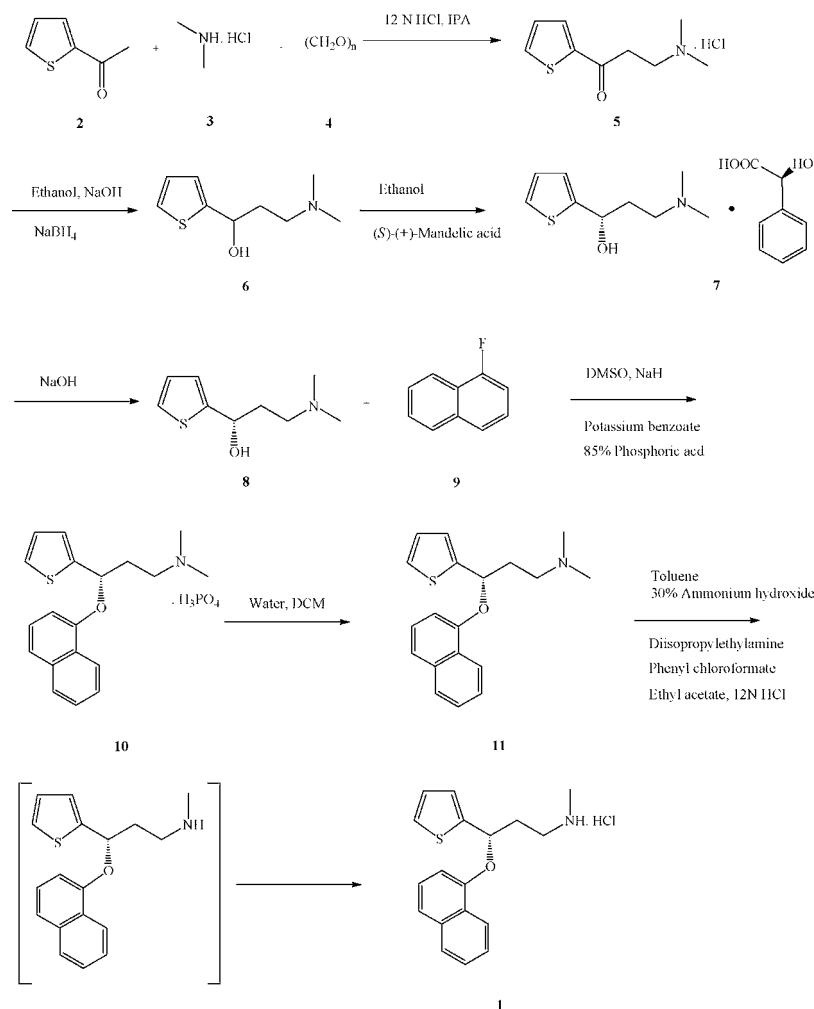 12 N HCl, IPA
S
O
2
+
NH. HCl
3
.
(CH2O)n
4
S
O
N . HCl
5
Ethanol, NaOH
NaBH4
S
OH
N
6
Ethanol
(S)-(+)-Mandelic acid
S
OH
N
•
HOOC
HO
7
NaOH
S
OH
N
8
F
9
DMSO, NaH
Potassium benzoate
85% Phosphoric acd
S
N
O
. H3PO4
10
Water, DCM
S
N
O
11
Toluene
30% Ammonium hydroxide
Diisopropylethylamine
Phenyl chloroformate
Ethyl acetate, 12N HCl
S
NH
O
S
NH. HCl
O
1